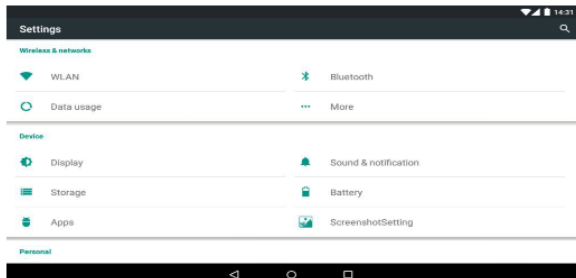 14:31
Settings
Wireless & networks
WLAN
Bluetooth
Data usage
More
Device
Display
Sound & notification
Storage
Battery
Apps
ScreenshotSetting
Personal